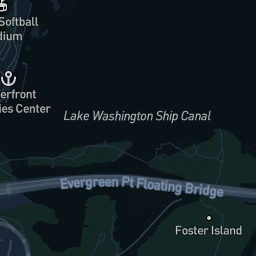 Softball
dium
erfront
ies Center
Lake Washington Ship Canal
Evergreen Pt Floating Bridge
Foster Island